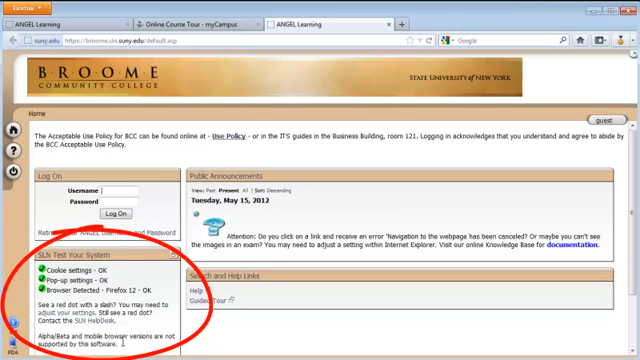 Firefox
ANGEL Learning
Online Course Tour - myCampus
ANGEL Learning
suny.edu
https://broome.sln.suny.edu/default.asp
Google
BROOME
COMMUNITY COLLEGE
STATE UNIVERSITY OF NEW YORK
Home
guest
The Acceptable Use Policy for BCC can be found online at - Use Policy - or in the ITS guides in the Business Building, room 121. Logging in acknowledges that you understand and agree to abide by
the BCC Acceptable Use Policy.
Log On
Username
Password
Log On
ANGEL Username and Password
SLN Test Your System
Cookie settings - OK
Pop-up settings - OK
Browser Detected - Firefox 12 - OK
See a red dot with a slash? You may need to
adjust your settings. Still see a red dot?
Contact the SLN HelpDesk.
Alpha/Beta and mobile browser versions are not
supported by this software.
Public Announcements
View: Past Present All | Sort: Descending
Tuesday, May 15, 2012
Attention: Do you click on a link and receive an error 'Navigation to the webpage has been canceled? Or maybe you can't see
the images in an exam? You may need to adjust a setting within Internet Explorer. Visit our online Knowledge Base for documentation.
Search and Help Links
Help
Guided Tour
PDA